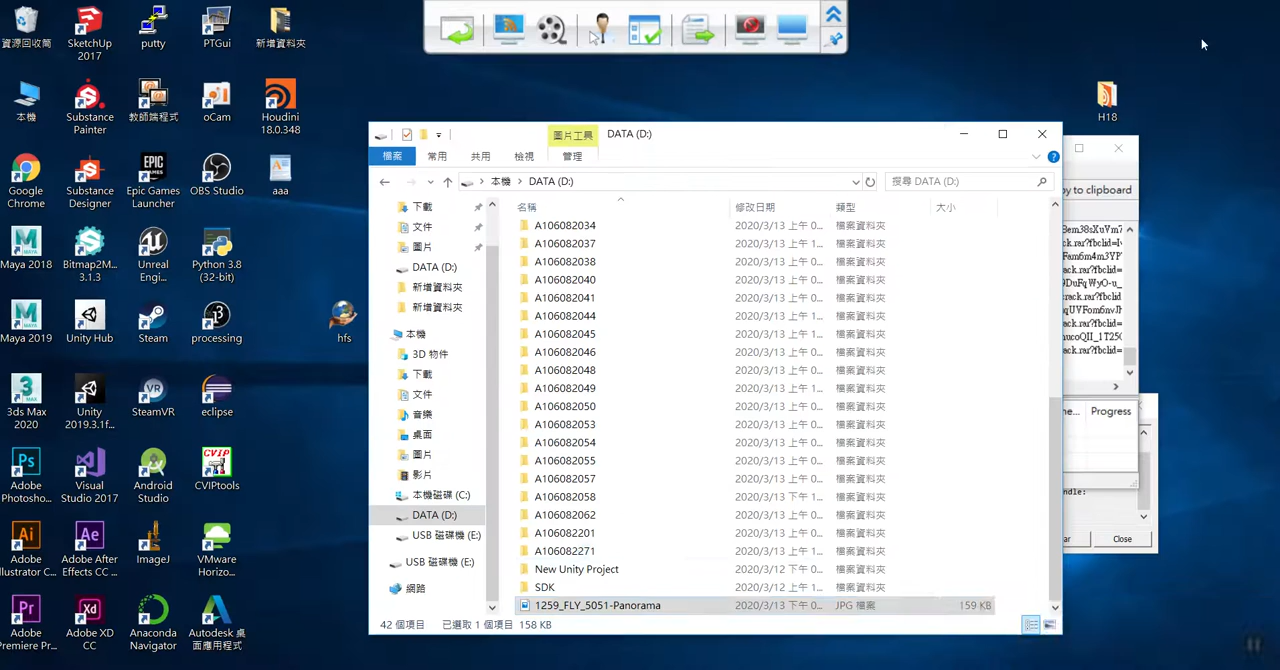 資源回收筒
SketchUp
2017
putty
PTGui
新增資料夾
本機
Substance
Painter
教師端程式
oCam
Houdini
18.0.348
H18
Google
Chrome
Substance
Designer
Epic Games
Launcher
OBS Studio
aaa
Maya 2018
Bitmap2M...
3.1.3
Unreal
Engi...
Python 3.8
(32-bit)
Maya 2019
Unity Hub
Steam
processing
hfs
3ds Max
2020
Unity
2019.3.1f...
SteamVR
eclipse
Adobe
Photosho...
Visual
Studio 2017
Android
Studio
CVIPtools
Adobe
Illustrator C...
Adobe After
Effects CC ...
ImageJ
VMware
Horizo...
Adobe
Premiere Pr...
Adobe XD
CC
Anaconda
Navigator
Autodesk 桌
面應用程式
圖片工具 DATA (D:)
檔案 常用 共用 檢視 管理
本機 DATA (D:) 搜尋 DATA (D:)
名稱 修改日期 類型 大小
下載
文件
圖片
DATA (D:)
新增資料夾
新增資料夾
本機
3D 物件
下載
文件
音樂
桌面
圖片
影片
本機磁碟 (C:)
DATA (D:)
USB 磁碟機 (E:)
USB 磁碟機 (E:)
網路
A106082034 2020/3/13 上午 0... 檔案資料夾
A106082037 2020/3/13 上午 1... 檔案資料夾
A106082038 2020/3/13 上午 0... 檔案資料夾
A106082040 2020/3/13 上午 0... 檔案資料夾
A106082041 2020/3/13 上午 0... 檔案資料夾
A106082044 2020/3/13 上午 1... 檔案資料夾
A106082045 2020/3/13 上午 1... 檔案資料夾
A106082046 2020/3/13 上午 0... 檔案資料夾
A106082048 2020/3/13 上午 0... 檔案資料夾
A106082049 2020/3/13 上午 1... 檔案資料夾
A106082050 2020/3/13 上午 0... 檔案資料夾
A106082053 2020/3/13 上午 0... 檔案資料夾
A106082054 2020/3/13 上午 0... 檔案資料夾
A106082055 2020/3/13 上午 0... 檔案資料夾
A106082057 2020/3/13 上午 0... 檔案資料夾
A106082058 2020/3/13 下午 1... 檔案資料夾
A106082062 2020/3/13 上午 0... 檔案資料夾
A106082201 2020/3/13 上午 0... 檔案資料夾
A106082271 2020/3/13 上午 1... 檔案資料夾
New Unity Project 2020/3/12 下午 0... 檔案資料夾
SDK 2020/3/12 上午 1... 檔案資料夾
1259_FLY_5051-Panorama 2020/3/13 下午 0... JPG 檔案 159 KB
42 個項目 已選取 1 個項目 158 KB
py to clipboard
ack.rar?fbclid=
ack.rar?fbclid=
ack.rar?fbclid=
me... Progress
ndle:
ar Close